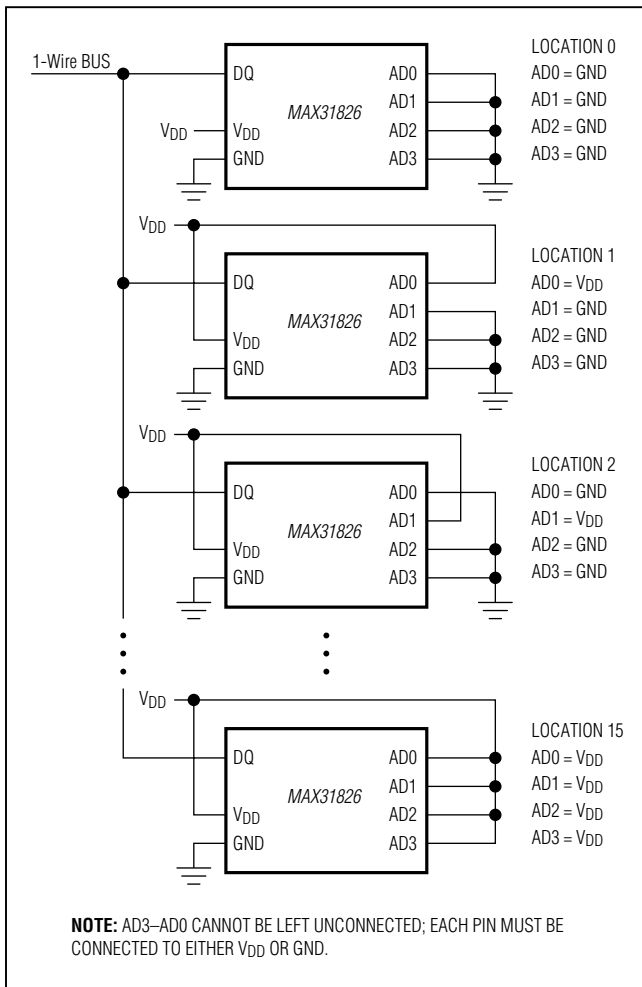 1-Wire BUS
DQ
VDD
VDD
GND
MAX31826
AD0
AD1
AD2
AD3
LOCATION 0
AD0 = GND
AD1 = GND
AD2 = GND
AD3 = GND
VDD
DQ
VDD
GND
MAX31826
AD0
AD1
AD2
AD3
LOCATION 1
AD0 = VDD
AD1 = GND
AD2 = GND
AD3 = GND
VDD
DQ
VDD
GND
MAX31826
AD0
AD1
AD2
AD3
LOCATION 2
AD0 = GND
AD1 = VDD
AD2 = GND
AD3 = GND
VDD
DQ
VDD
GND
MAX31826
AD0
AD1
AD2
AD3
LOCATION 15
AD0 = VDD
AD1 = VDD
AD2 = VDD
AD3 = VDD
NOTE: AD3–AD0 CANNOT BE LEFT UNCONNECTED; EACH PIN MUST BE
CONNECTED TO EITHER VDD OR GND.